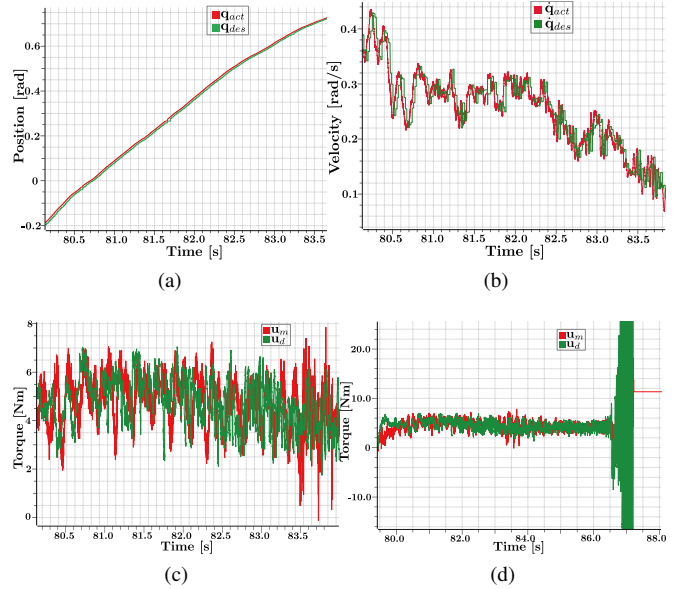 q_act
q_des
0.6
0.4
0.2
0
-0.2
Position [rad]
80.5 81.0 81.5 82.0 82.5 83.0 83.5
Time [s]
(a)
q̇_act
q̇_des
0.4
0.3
0.2
0.1
Velocity [rad/s]
80.5 81.0 81.5 82.0 82.5 83.0 83.5
Time [s]
(b)
u_m
u_d
8
6
4
2
0
Torque [Nm]
80.5 81.0 81.5 82.0 82.5 83.0 83.5
Time [s]
(c)
u_m
u_d
20.0
10.0
0
-10.0
Torque [Nm]
80.0 82.0 84.0 86.0 88.0
Time [s]
(d)